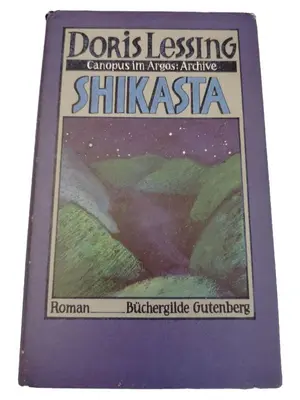 Doris Lessing
Canopus im Argos: Archive
SHIKASTA
Roman Büchergilde Gutenberg